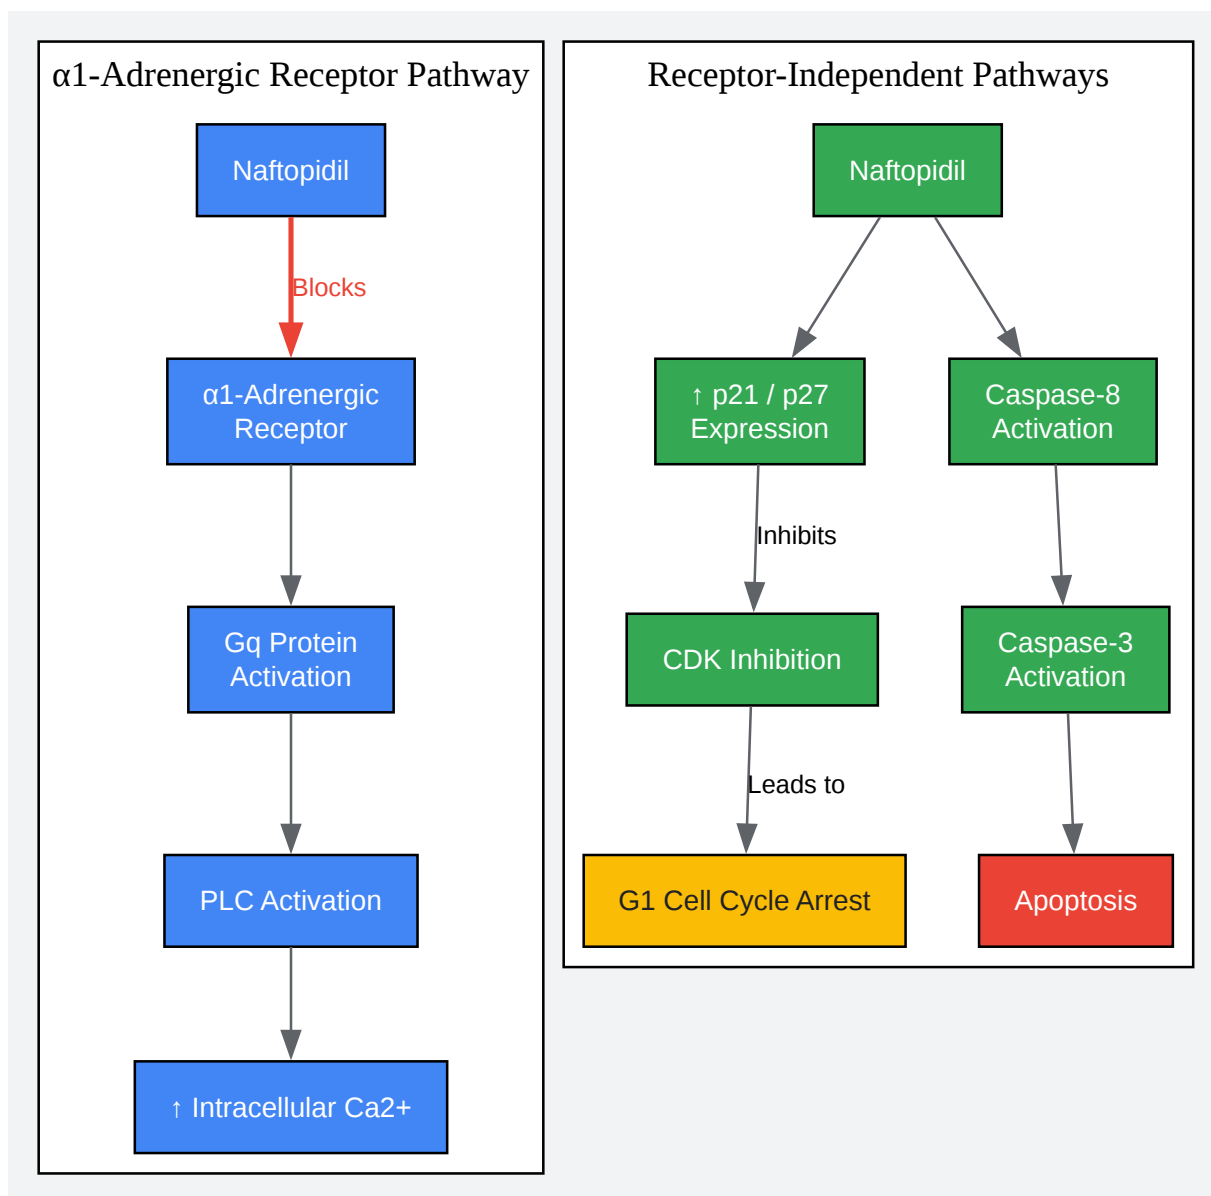 α1-Adrenergic Receptor Pathway
Naftopidil
Blocks
α1-Adrenergic
Receptor
Gq Protein
Activation
PLC Activation
↑ Intracellular Ca2+
Receptor-Independent Pathways
Naftopidil
↑ p21 / p27
Expression
Inhibits
CDK Inhibition
Leads to
G1 Cell Cycle Arrest
Caspase-8
Activation
Caspase-3
Activation
Apoptosis